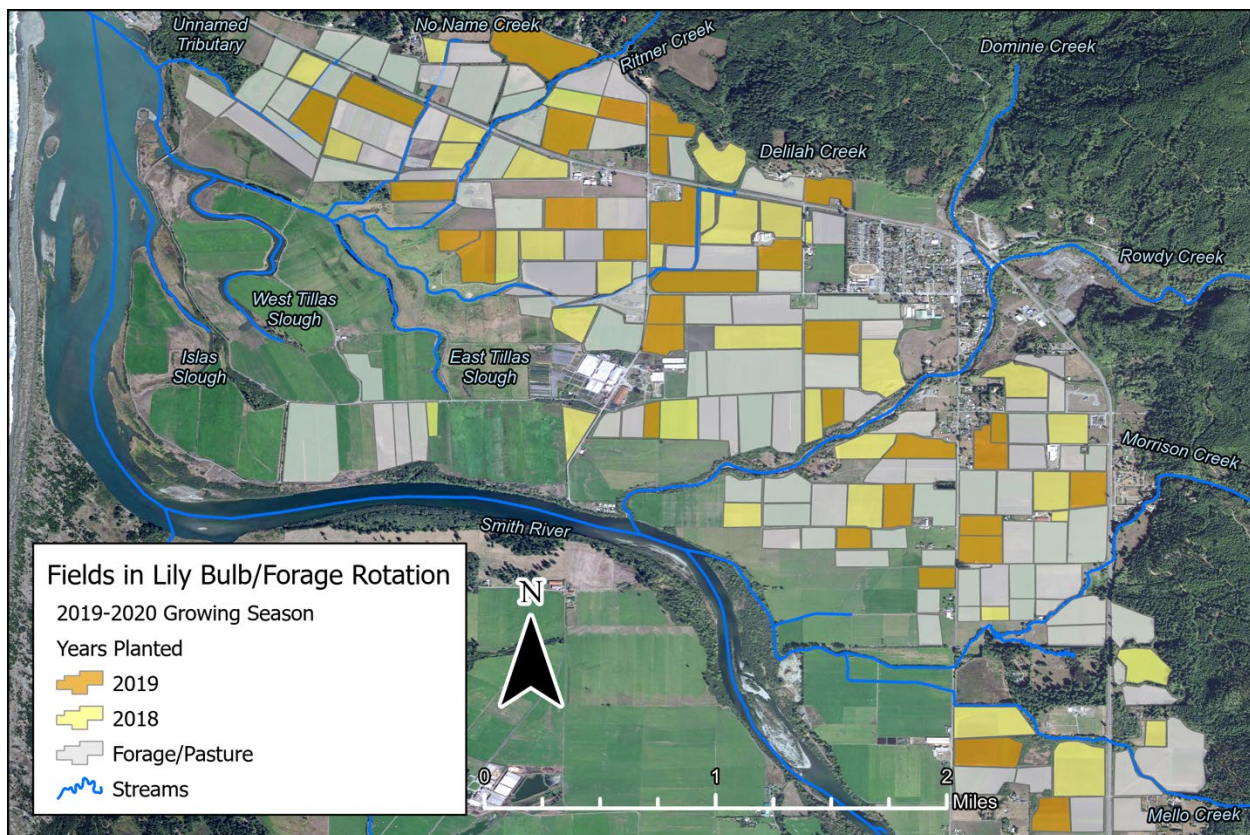 Unnamed
Tributary
No Name Creek
Ritmer Creek
Dominie Creek
Delilah Creek
Rowdy Creek
West Tillas
Slough
Islas
Slough
East Tillas
Slough
Morrison Creek
Smith River
Fields in Lily Bulb/Forage Rotation
2019-2020 Growing Season
Years Planted
2019
2018
Forage/Pasture
Streams
N
0 1 2
Miles
Mello Creek